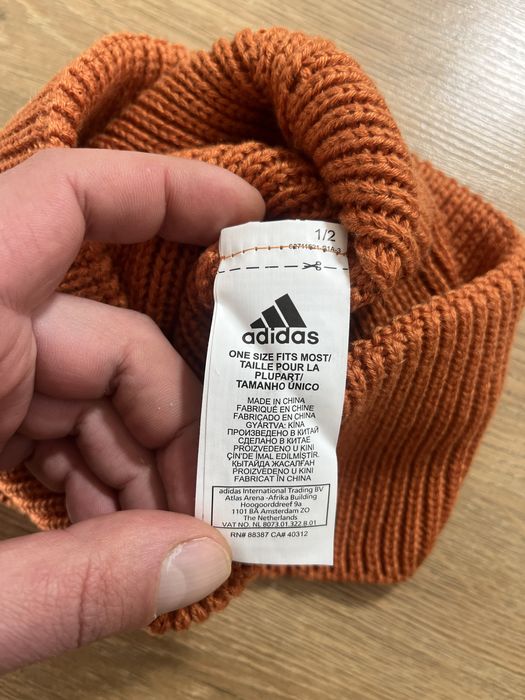 1/2
adidas
ONE SIZE FITS MOST/
TAILLE POUR LA
PLUPART/
TAMANHO ÚNICO
MADE IN CHINA
FABRIQUÉ EN CHINE
FABRICADO EN CHINA
GYÁRTVA: KÍNA
ПРОИЗВЕДЕНО В КИТАЙ
СДЕЛАНО В КИТАЕ
PROIZVEDENO U KINI
ÇİN'DE İMAL EDİLMİŞTİR.
ҚЫТАЙДА ЖАСАЛҒАН
PROIZVEDENO U KINI
FABRICAT ÎN CHINA
adidas International Trading BV
Atlas Arena -Afrika Building
Hoogoorddreef 9a
1101 BA Amsterdam ZO
The Netherlands
VAT NO. NL 8073.01.322.B.01
RN# 88387 CA# 40312